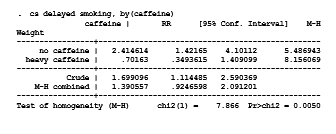 . cs delayed smoking, by(caffeine)
caffeine | RR [95% Conf. Interval] M-H
Weight
no caffeine | 2.414614 1.42165 4.10112 5.486943
heavy caffeine | .70163 .3493615 1.409099 8.156069
Crude | 1.699096 1.114485 2.590369
M-H combined | 1.390557 .9246598 2.091201
Test of homogeneity (M-H) chi2(1) = 7.866 Pr>chi2 = 0.0050